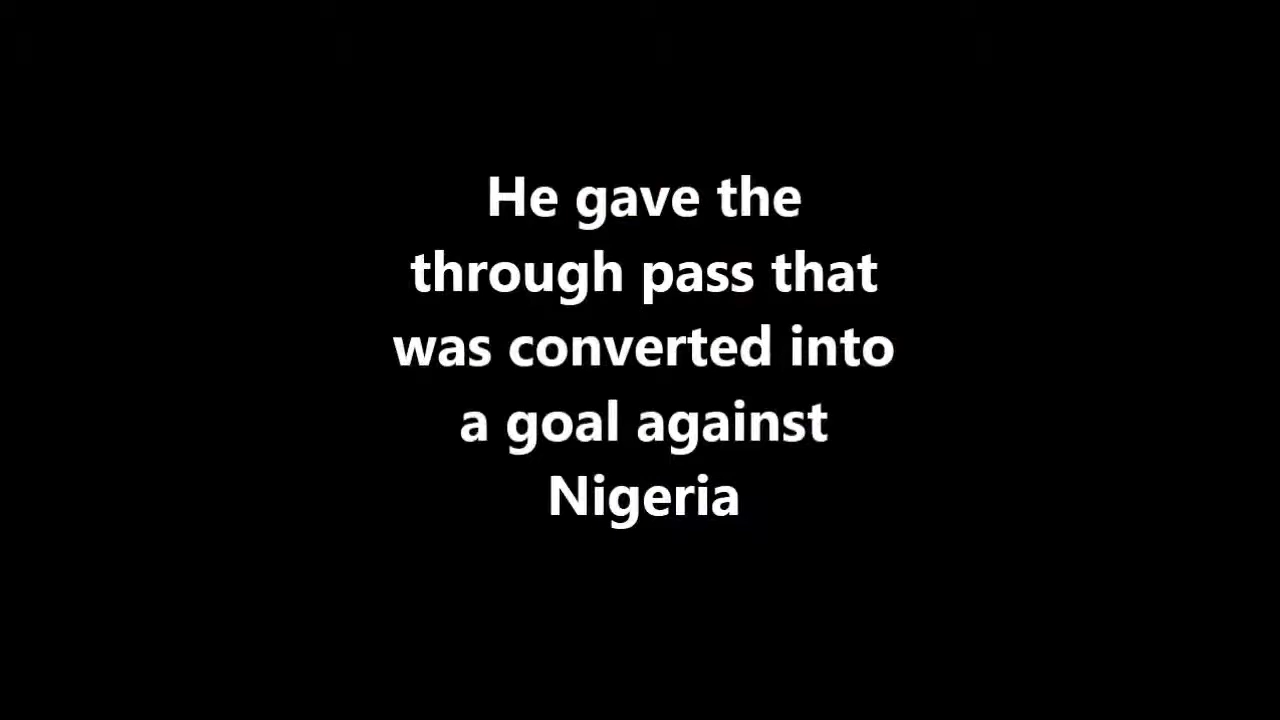 He gave the
through pass that
was converted into
a goal against
Nigeria